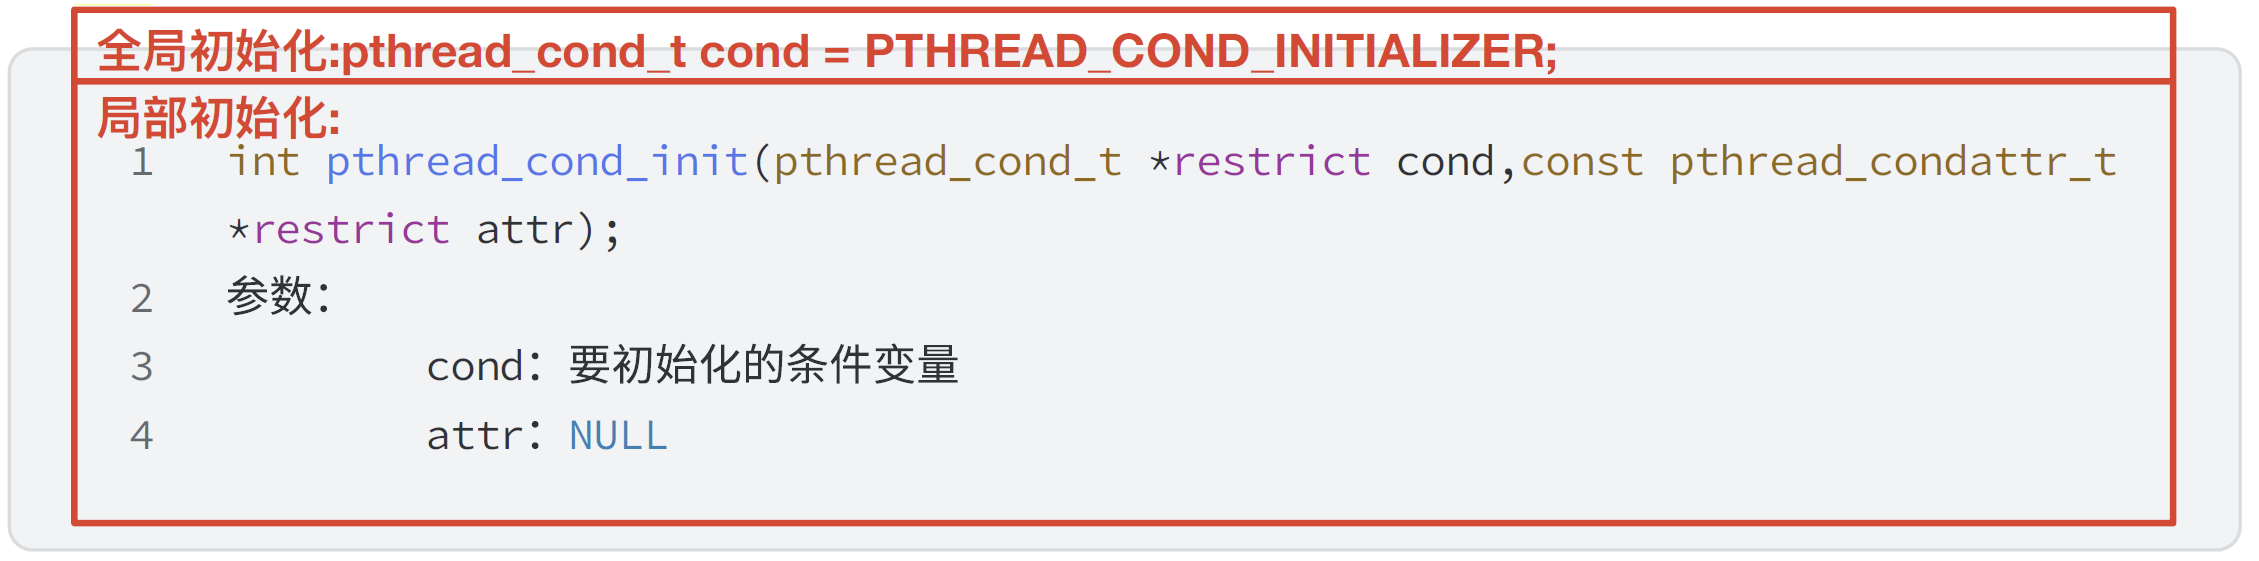 全局初始化:pthread_cond_t cond = PTHREAD_COND_INITIALIZER;
局部初始化:
1 int pthread_cond_init(pthread_cond_t *restrict cond,const pthread_condattr_t
*restrict attr);
2 参数：
3 cond：要初始化的条件变量
4 attr：NULL